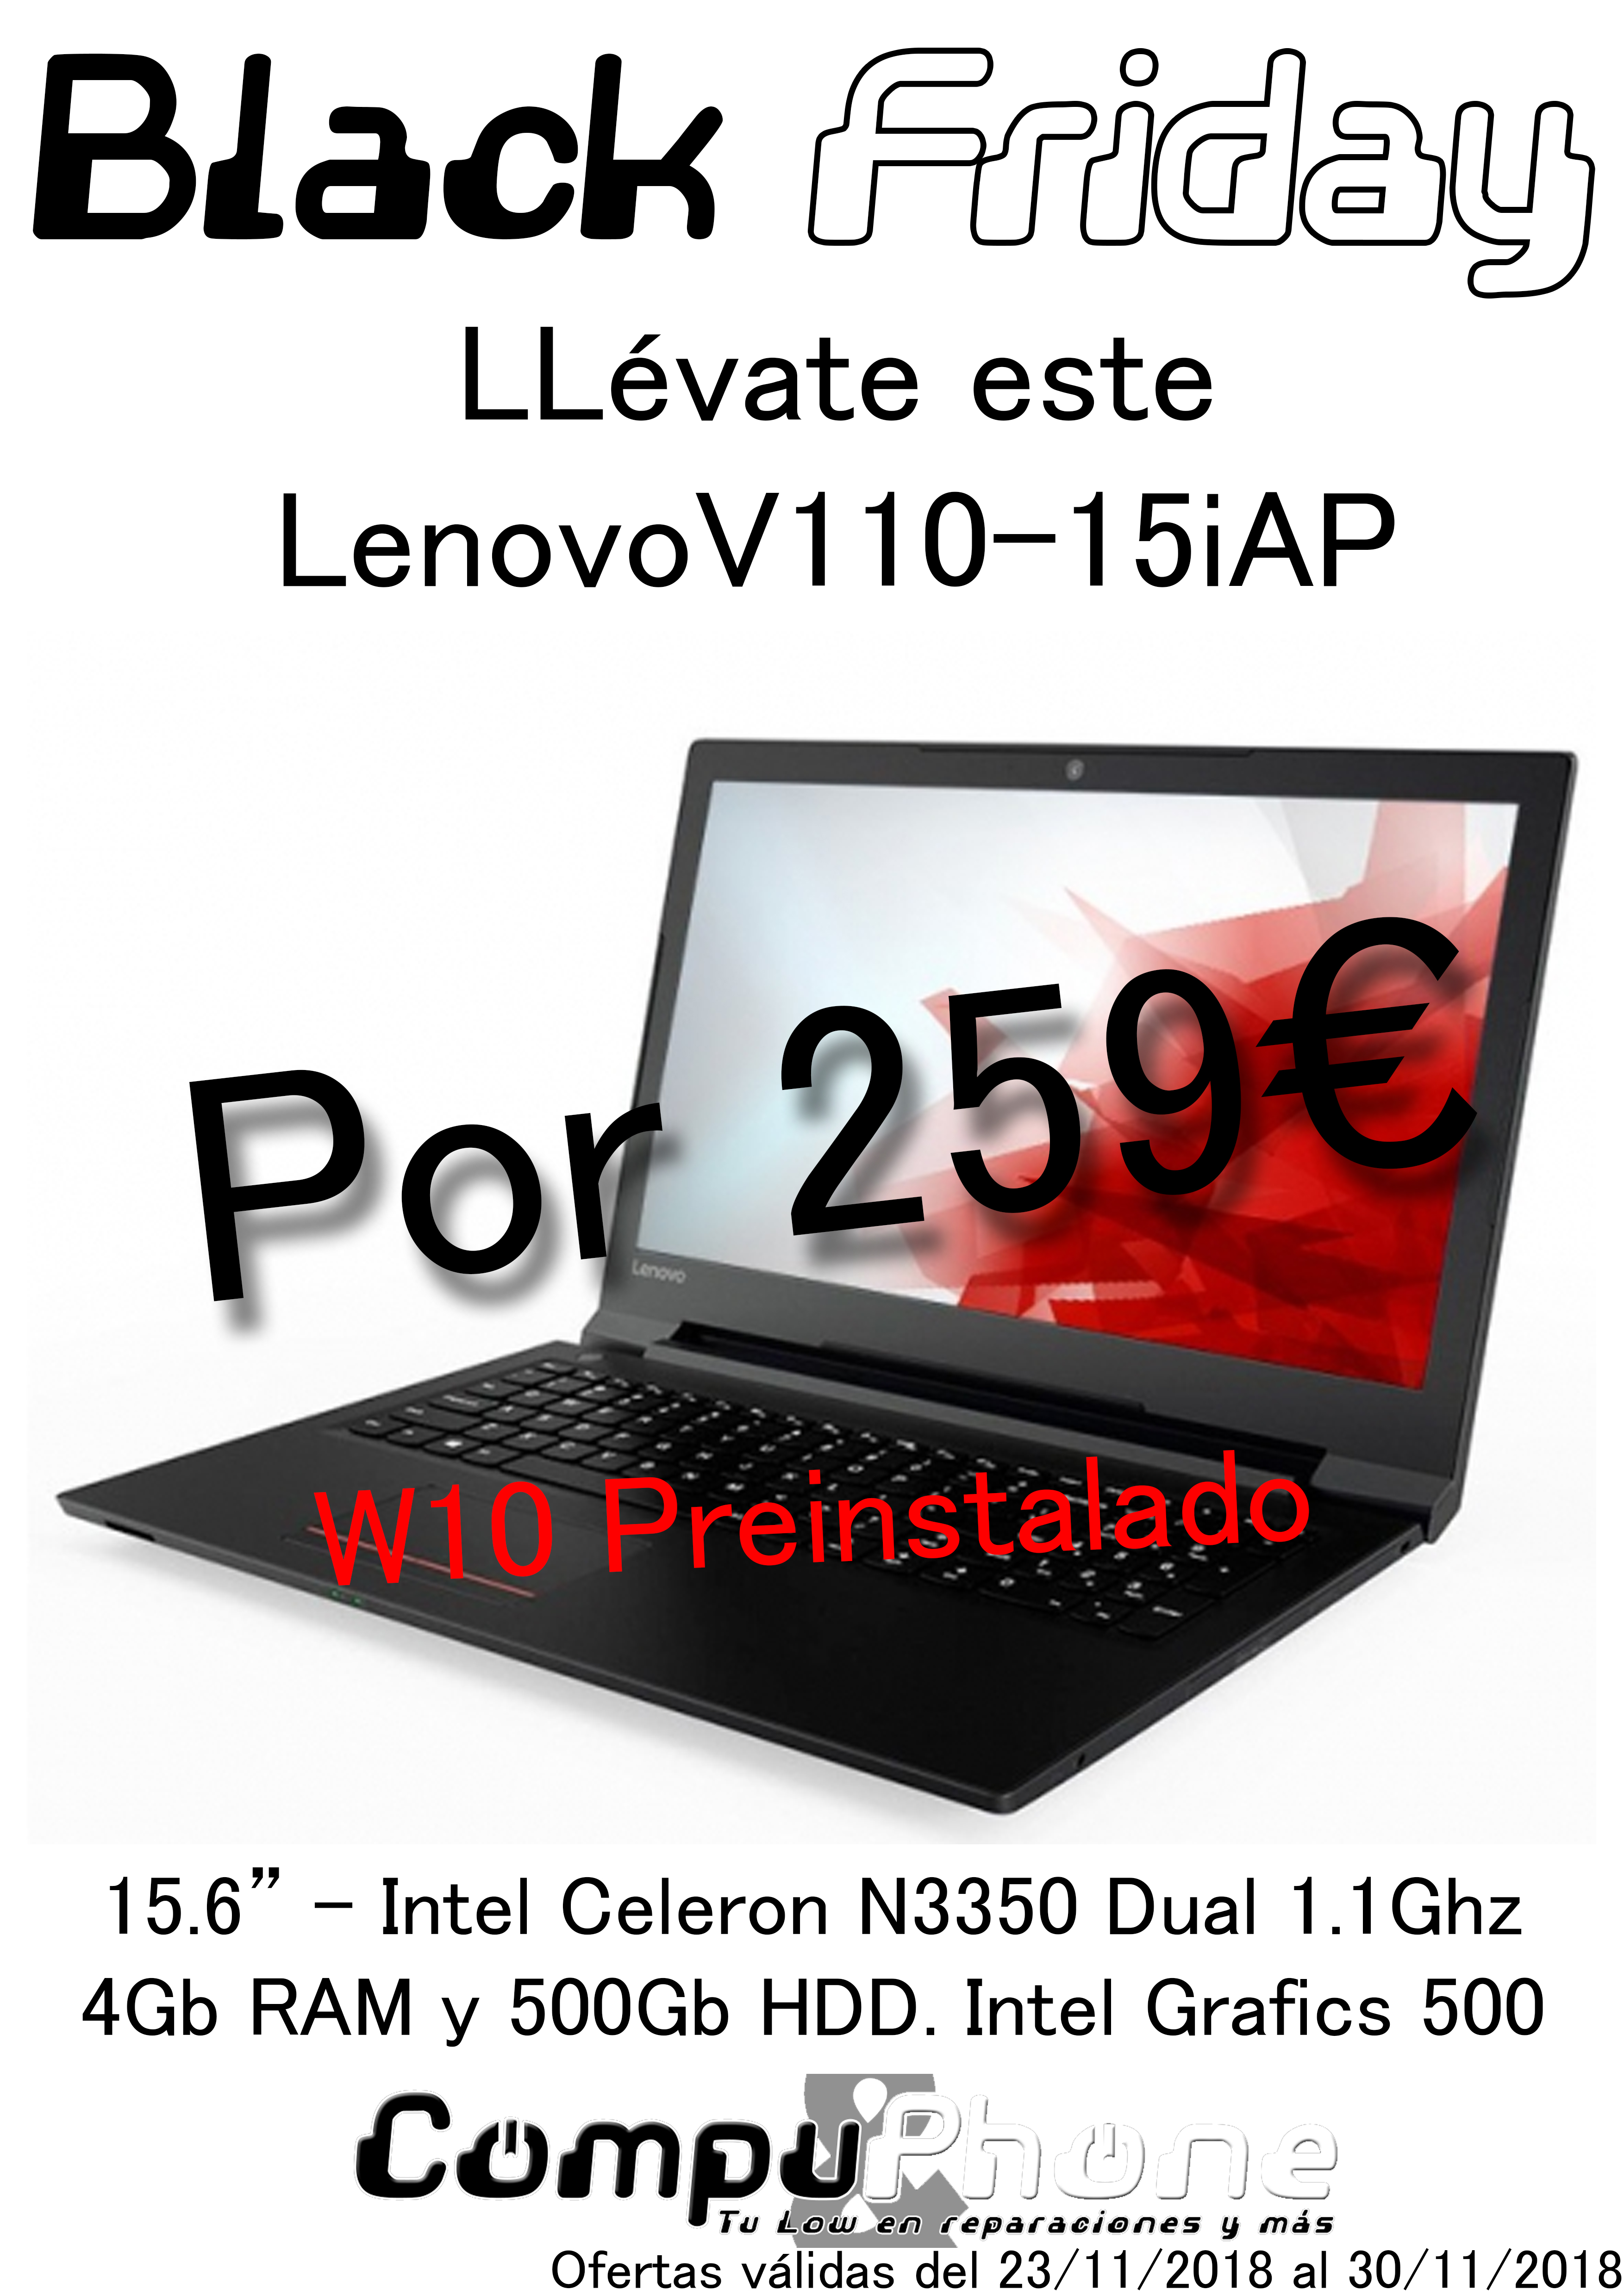 Black Friday
LLévate este
LenovoV110-15iAP
Por 259€
Lenovo
W10 Preinstalado
15.6” - Intel Celeron N3350 Dual 1.1Ghz
4Gb RAM y 500Gb HDD. Intel Grafics 500
CompuPhone
Tu Low en reparaciones y más
Ofertas válidas del 23/11/2018 al 30/11/2018